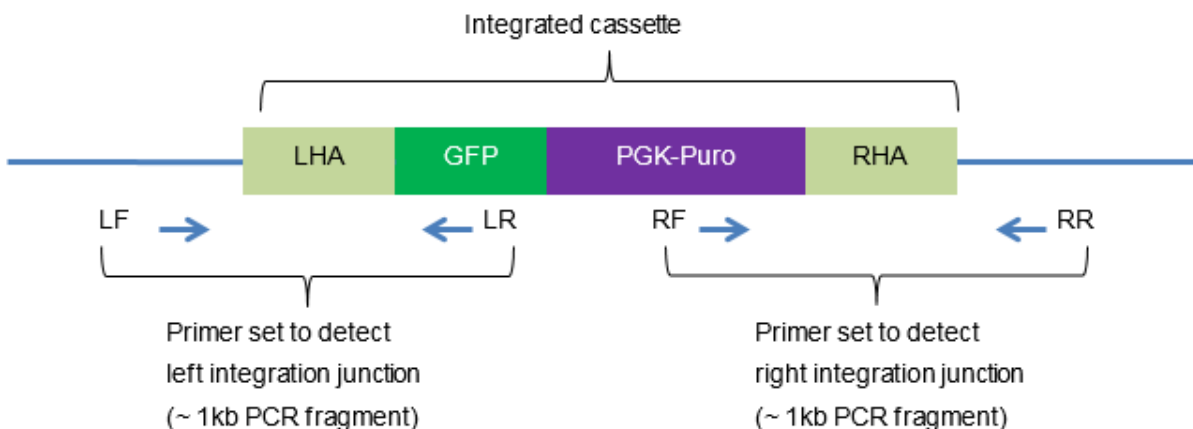 Integrated cassette
LHA GFP PGK-Puro RHA
LF LR RF RR
Primer set to detect
left integration junction
(~ 1kb PCR fragment)
Primer set to detect
right integration junction
(~ 1kb PCR fragment)